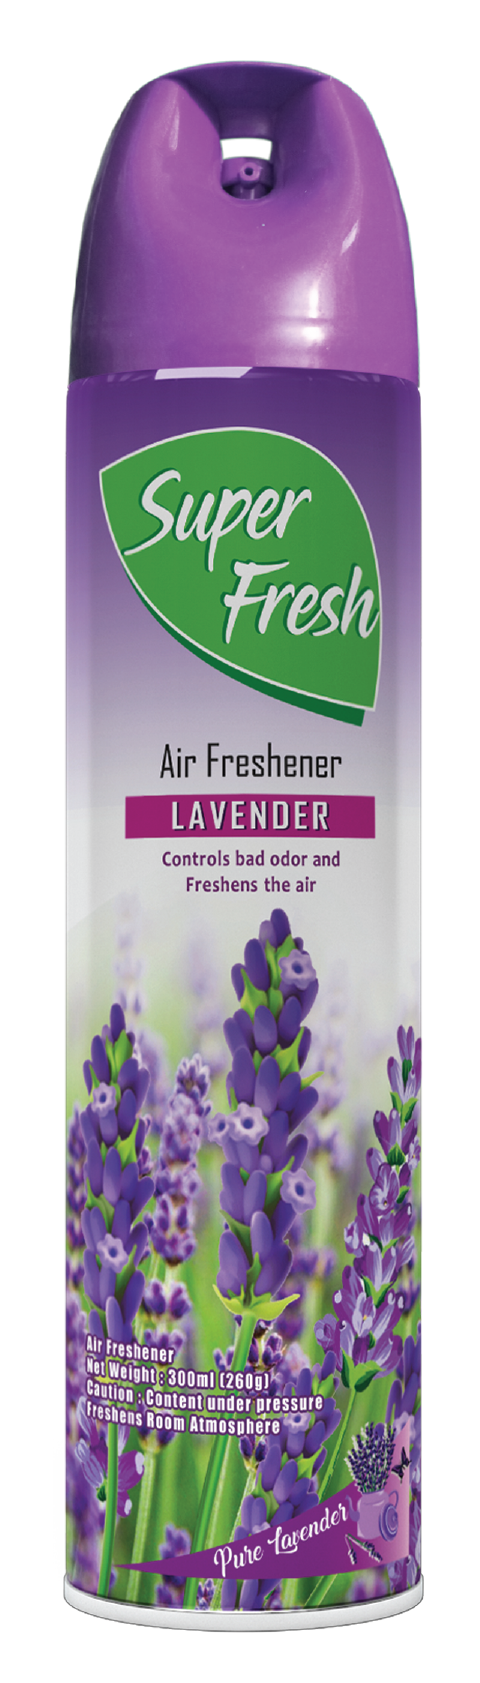 Super
Fresh
Air Freshener
LAVENDER
Controls bad odor and
Freshens the air
Air Freshener
Net Weight : 300ml (260g)
Caution : Content under pressure
Freshens Room Atmosphere
Pure Lavender